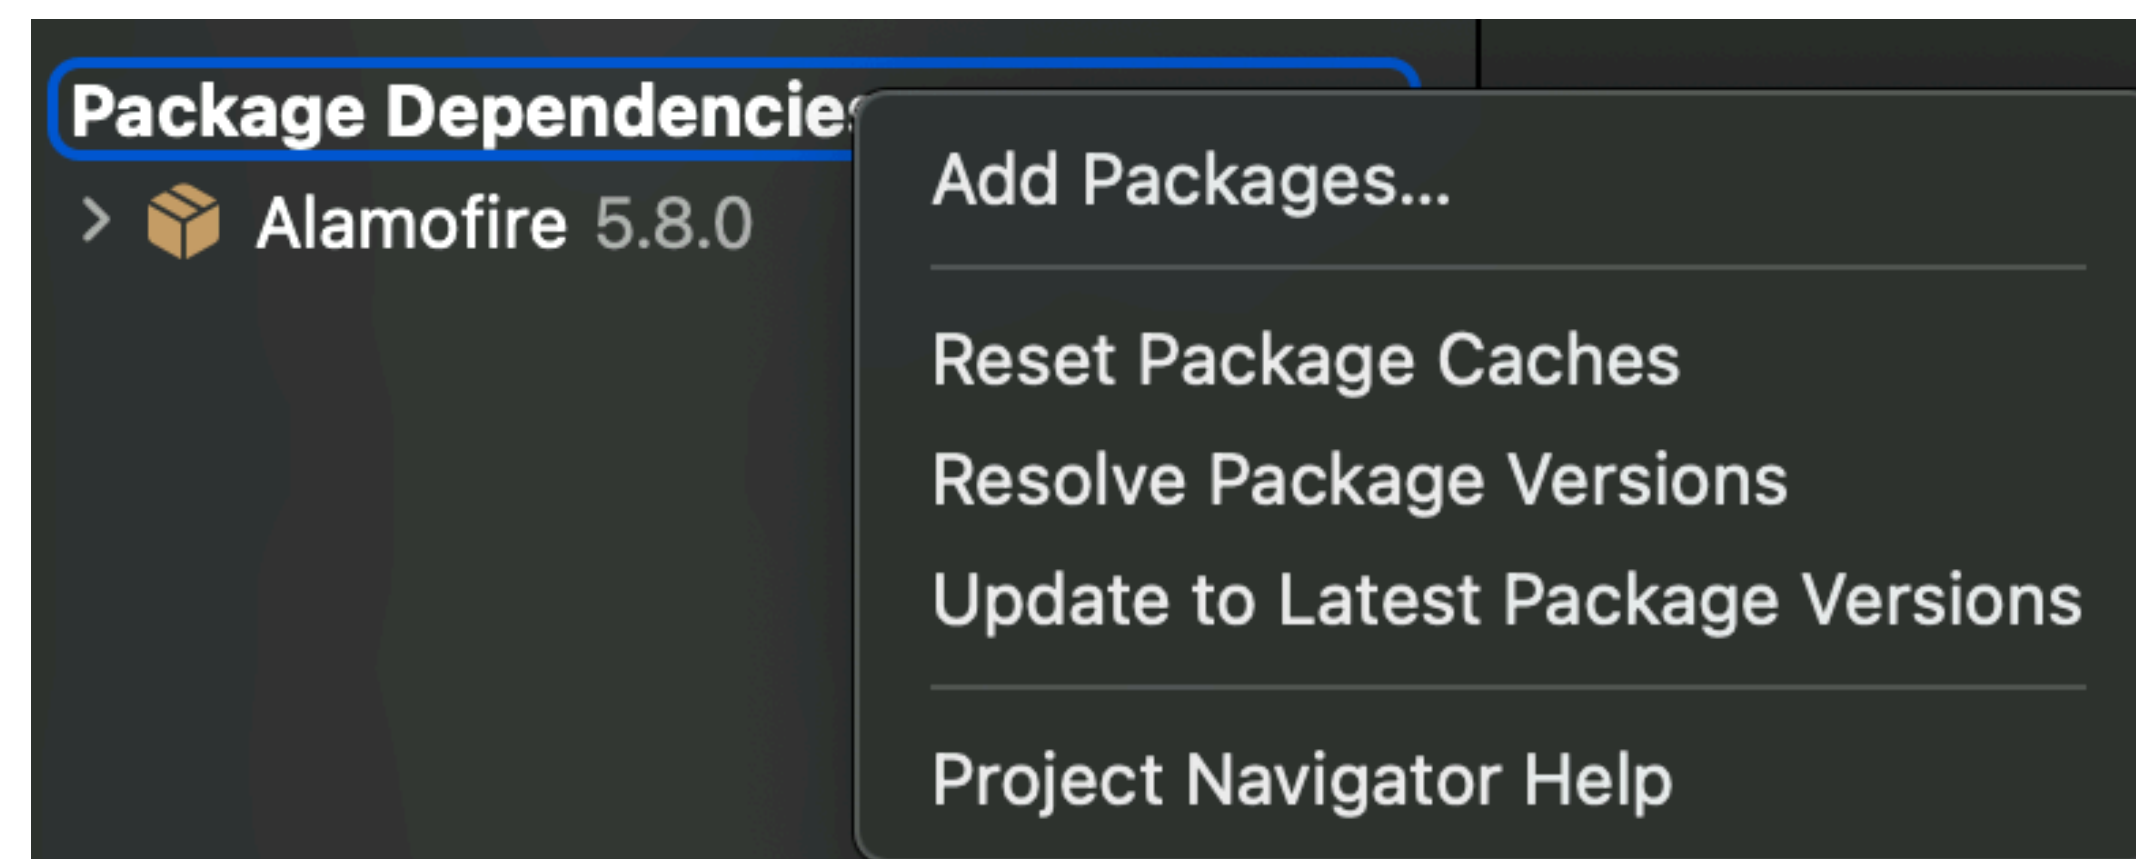 Package Dependencies
Alamofire 5.8.0
Add Packages...
Reset Package Caches
Resolve Package Versions
Update to Latest Package Versions
Project Navigator Help